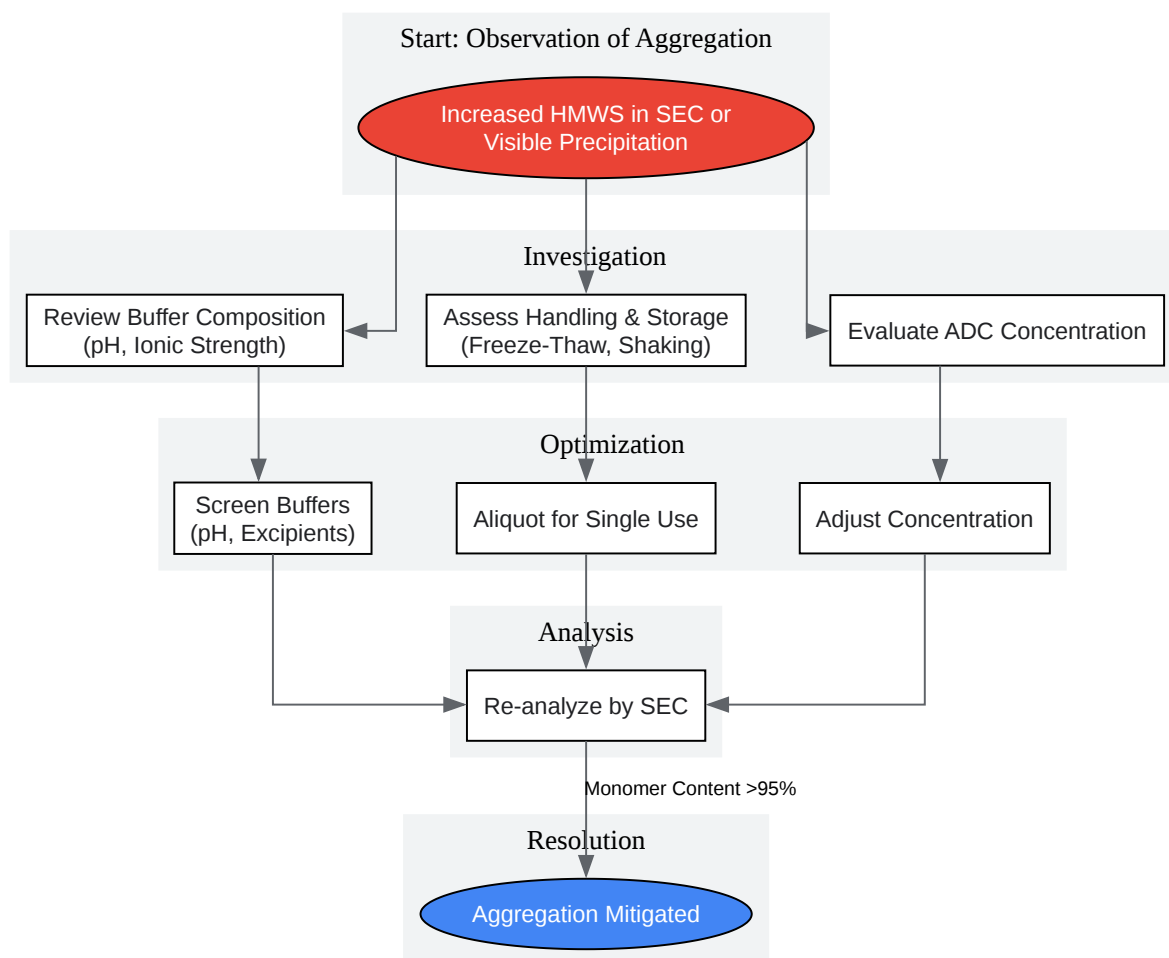 Start: Observation of Aggregation
Increased HMWS in SEC or
Visible Precipitation
Investigation
Review Buffer Composition
(pH, Ionic Strength)
Assess Handling & Storage
(Freeze-Thaw, Shaking)
Evaluate ADC Concentration
Optimization
Screen Buffers
(pH, Excipients)
Aliquot for Single Use
Adjust Concentration
Analysis
Re-analyze by SEC
Monomer Content >95%
Resolution
Aggregation Mitigated